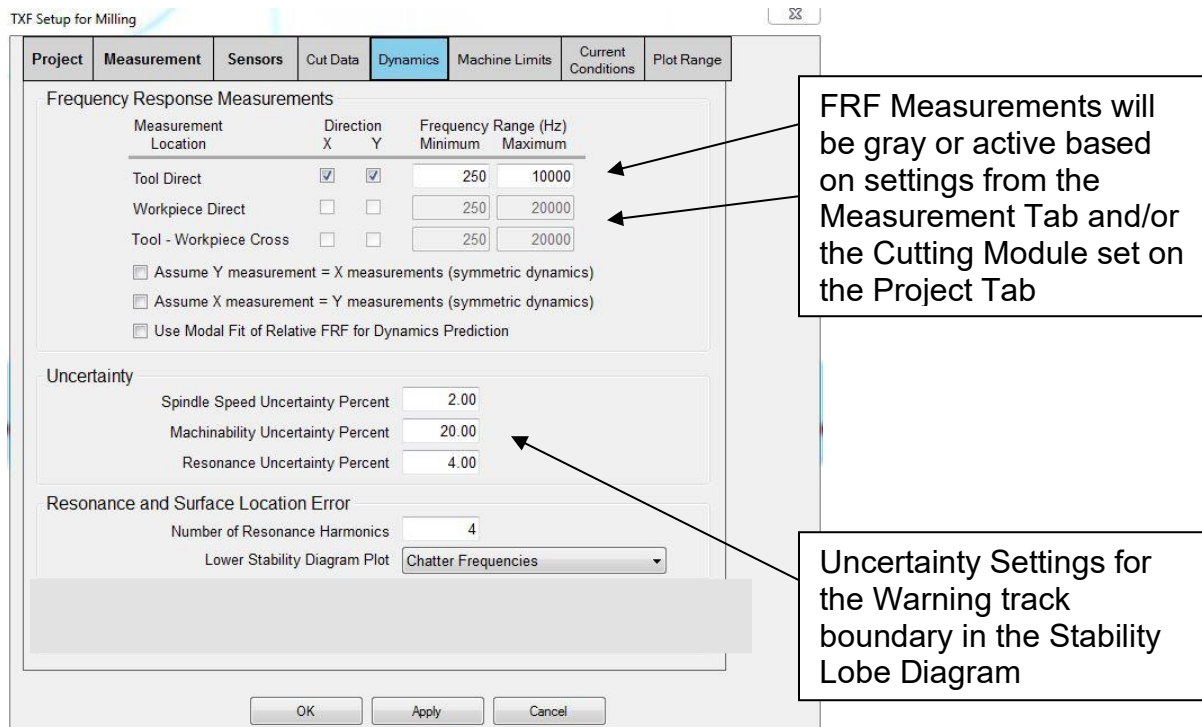 TXF Setup for Milling
Project Measurement Sensors Cut Data Dynamics Machine Limits Current Conditions Plot Range
Frequency Response Measurements
Measurement Location Direction X Y Frequency Range (Hz) Minimum Maximum
Tool Direct 250 10000
Workpiece Direct 250 20000
Tool - Workpiece Cross 250 20000
Assume Y measurement = X measurements (symmetric dynamics)
Assume X measurement = Y measurements (symmetric dynamics)
Use Modal Fit of Relative FRF for Dynamics Prediction
Uncertainty
Spindle Speed Uncertainty Percent 2.00
Machinability Uncertainty Percent 20.00
Resonance Uncertainty Percent 4.00
Resonance and Surface Location Error
Number of Resonance Harmonics 4
Lower Stability Diagram Plot Chatter Frequencies
OK Apply Cancel
FRF Measurements will
be gray or active based
on settings from the
Measurement Tab and/or
the Cutting Module set on
the Project Tab
Uncertainty Settings for
the Warning track
boundary in the Stability
Lobe Diagram